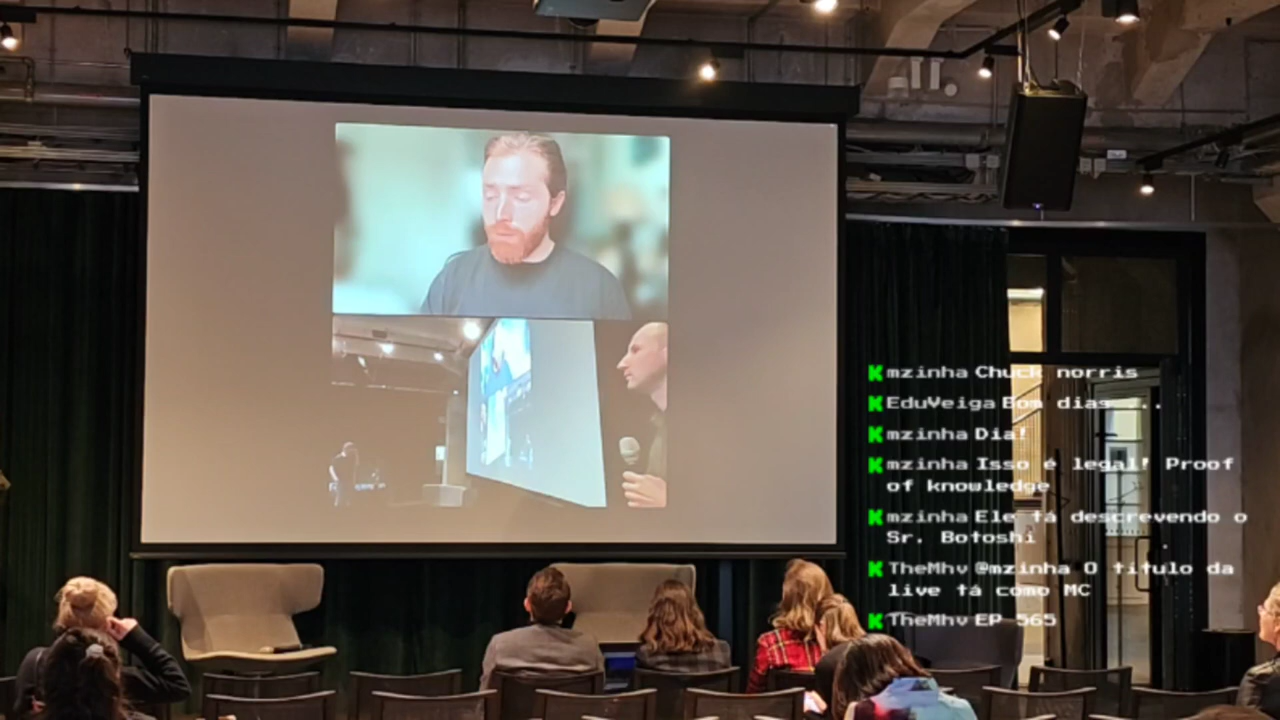 mzinha Chuck norris
EduVeiga Bom dias ...
mzinha Dia!
mzinha Isso é legal! Proof
of knowledge
mzinha Ele tá descrevendo o
Sr. Botoshi
TheMhv @mzinha O título da
live tá como MC
TheMhv EP 565